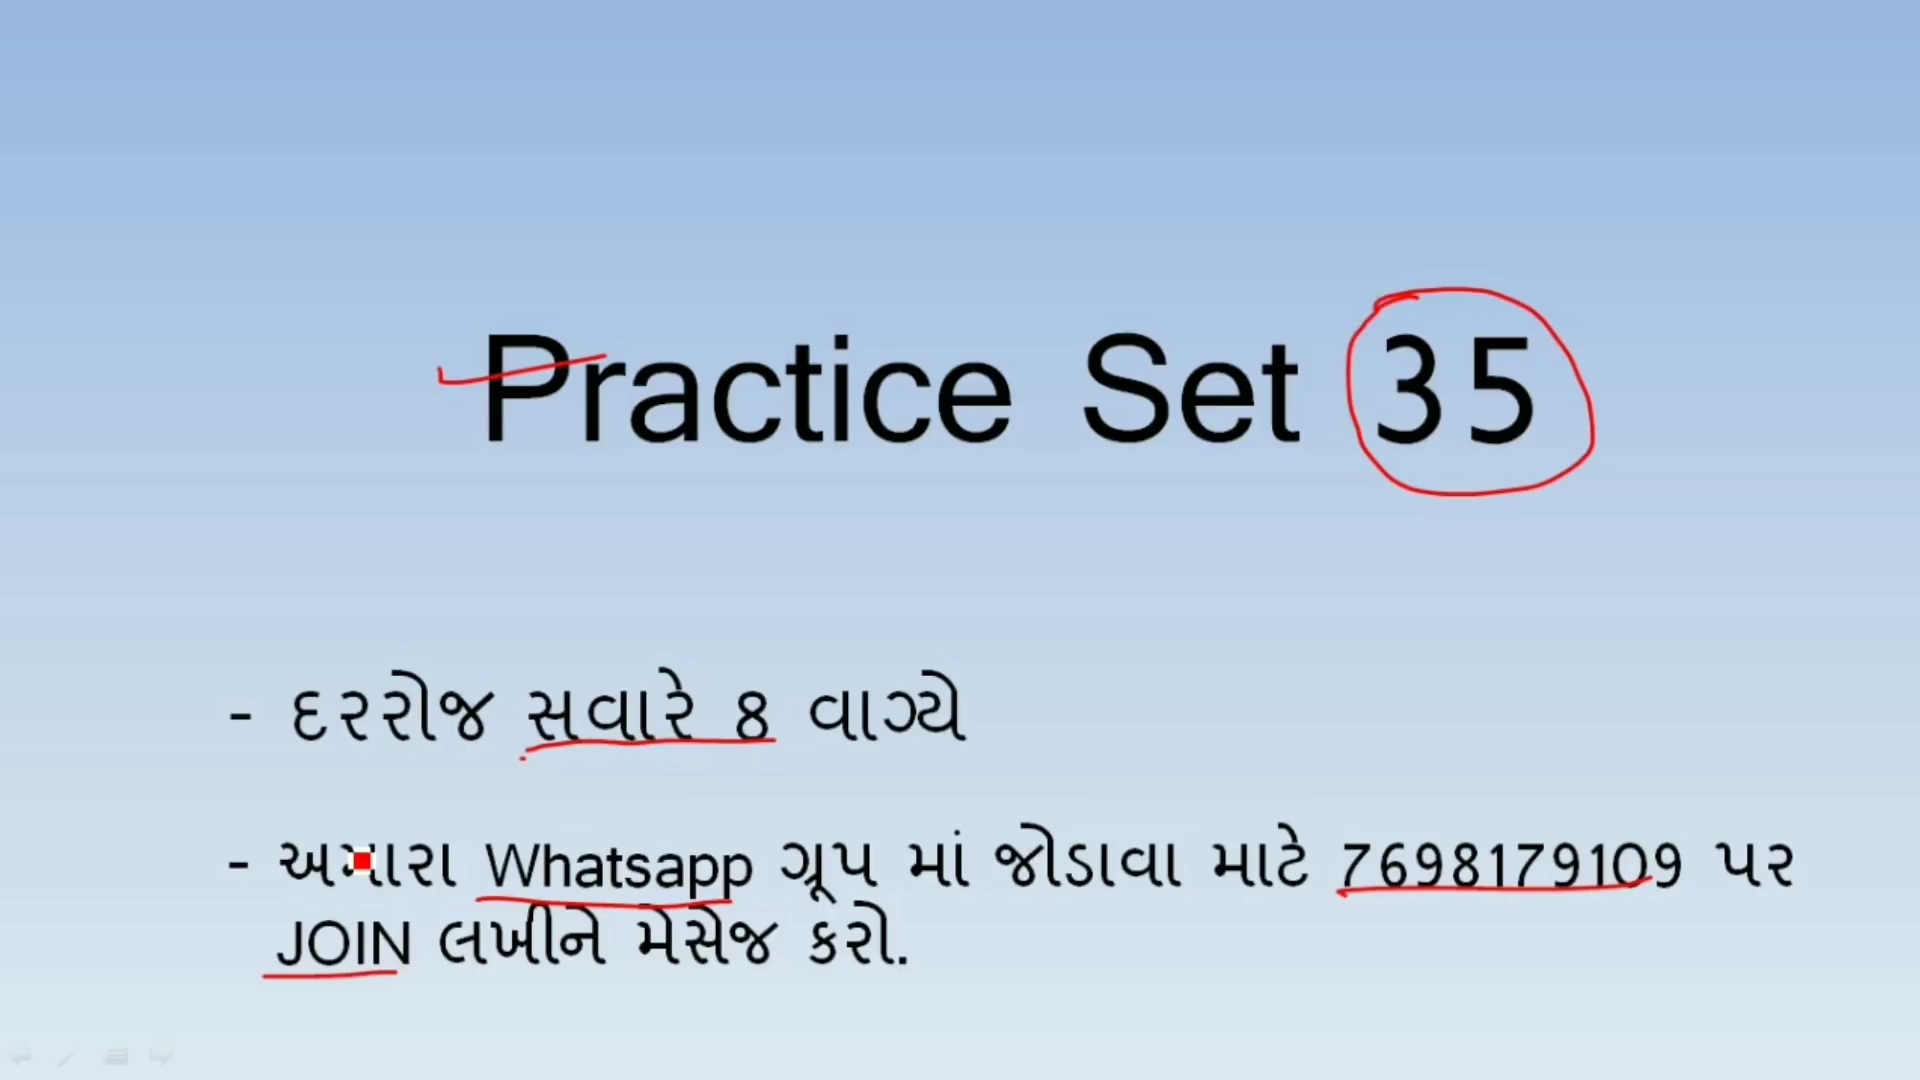 Practice Set 35
- દરરોજ સવારે 8 વાગ્યે
- અમારા Whatsapp ગ્રૂપ માં જોડાવા માટે 7698179109 પર
JOIN લખીને મેસેજ કરો.